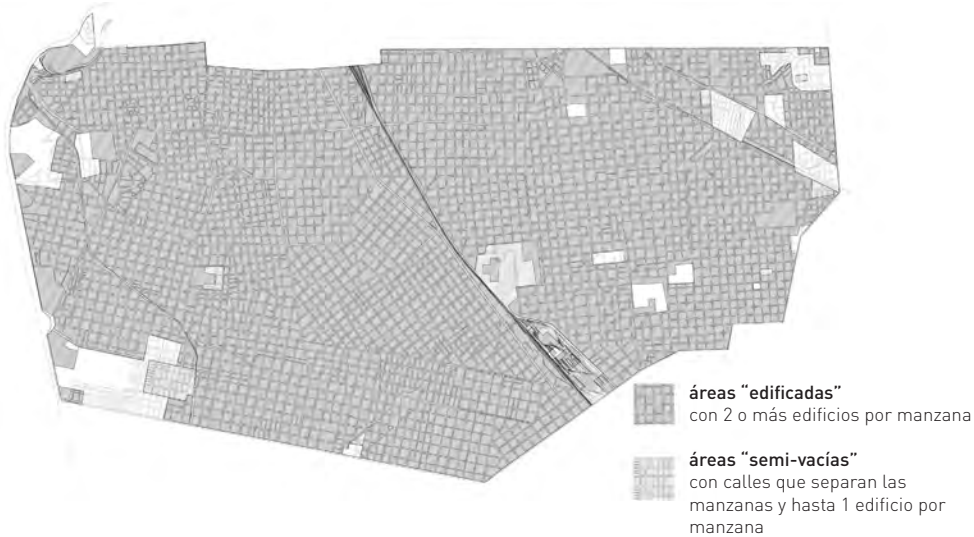 áreas “edificadas”
con 2 o más edificios por manzana
áreas “semi-vacías”
con calles que separan las
manzanas y hasta 1 edificio por
manzana